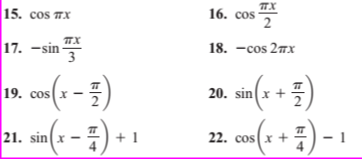 15. cos πx 16. cos πx/2
17. −sin πx/3 18. −cos 2πx
19. cos(x − π/2) 20. sin(x + π/2)
21. sin(x − π/4) + 1 22. cos(x + π/4) − 1